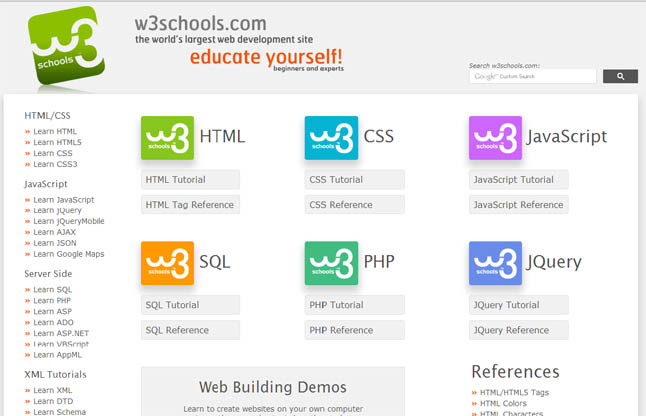 w3
schools
w3schools.com
the world's largest web development site
educate yourself!
beginners and experts
Search w3schools.com:
Google™ Custom Search
HTML/CSS
» Learn HTML
» Learn HTML5
» Learn CSS
» Learn CSS3
JavaScript
» Learn JavaScript
» Learn jQuery
» Learn jQueryMobile
» Learn AJAX
» Learn JSON
» Learn Google Maps
Server Side
» Learn SQL
» Learn PHP
» Learn ASP
» Learn ADO
» Learn ASP.NET
» Learn VBScript
» Learn AppML
XML Tutorials
» Learn XML
» Learn DTD
» Learn Schema
w3 schools HTML
HTML Tutorial
HTML Tag Reference
w3 schools CSS
CSS Tutorial
CSS Reference
w3 schools JavaScript
JavaScript Tutorial
JavaScript Reference
w3 schools SQL
SQL Tutorial
SQL Reference
w3 schools PHP
PHP Tutorial
PHP Reference
w3 schools JQuery
JQuery Tutorial
JQuery Reference
Web Building Demos
Learn to create websites on your own computer
References
» HTML/HTML5 Tags
» HTML Colors
» HTML Characters